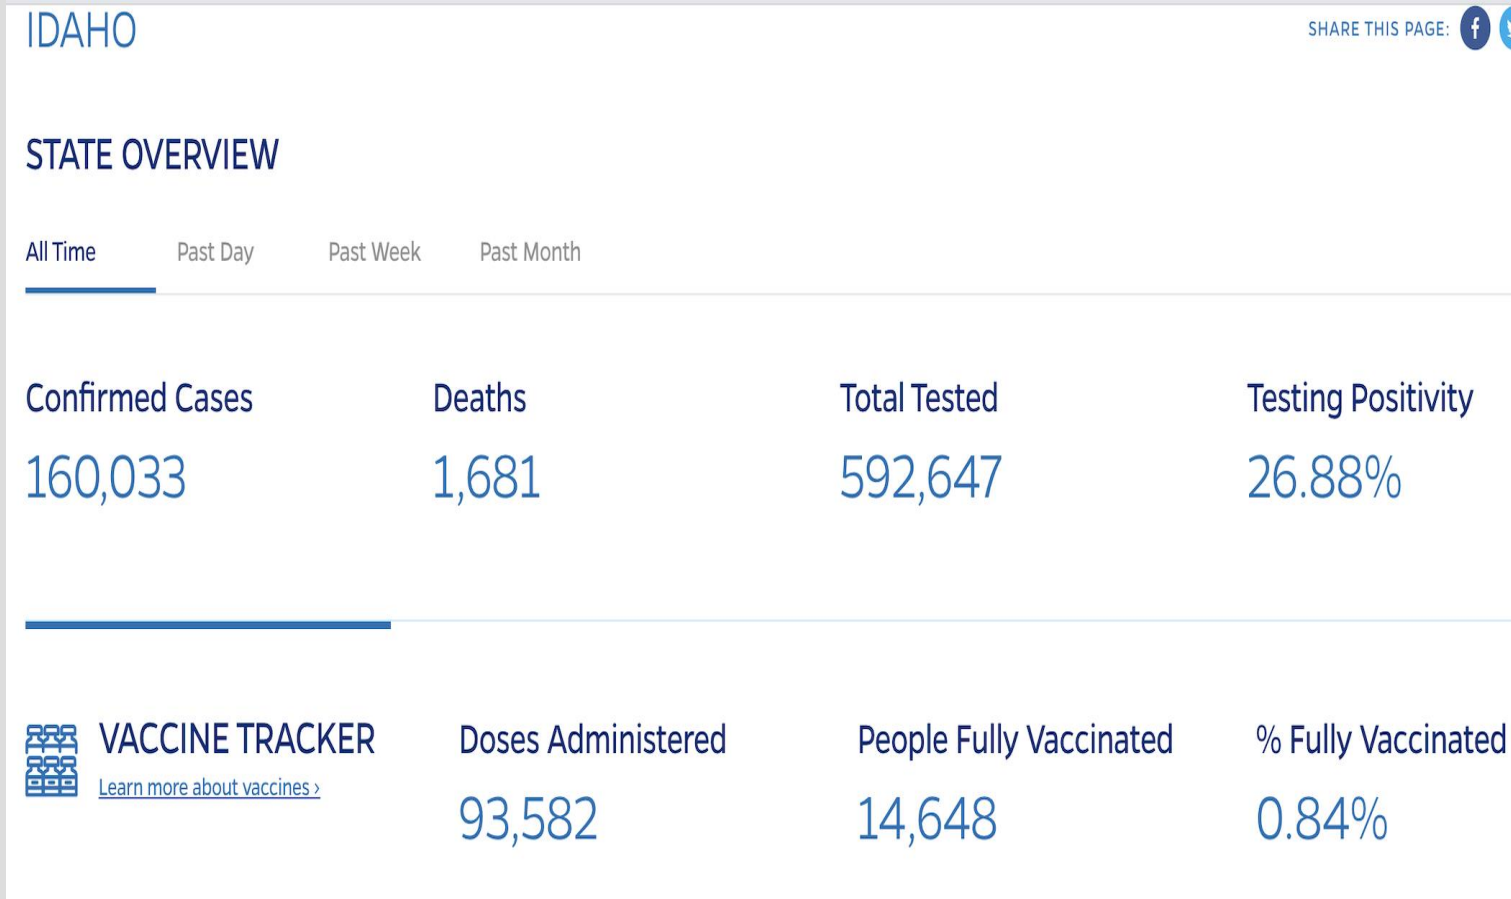 IDAHO
SHARE THIS PAGE:
STATE OVERVIEW
All Time Past Day Past Week Past Month
Confirmed Cases Deaths Total Tested Testing Positivity
160,033 1,681 592,647 26.88%
VACCINE TRACKER Doses Administered People Fully Vaccinated % Fully Vaccinated
Learn more about vaccines ›
93,582 14,648 0.84%